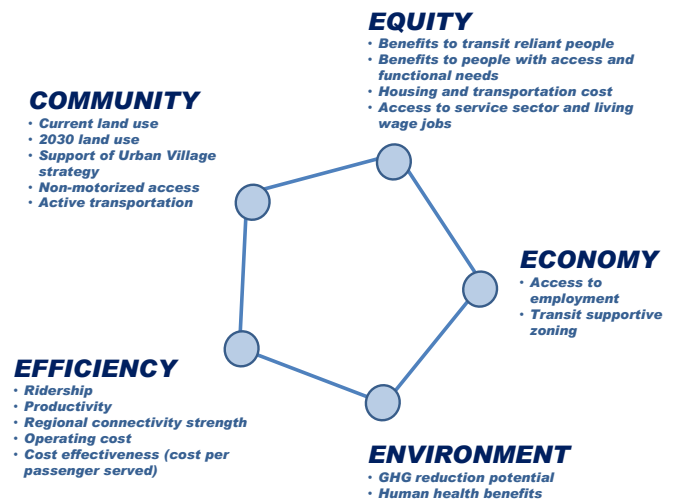 EQUITY
• Benefits to transit reliant people
• Benefits to people with access and
functional needs
• Housing and transportation cost
• Access to service sector and living
wage jobs
COMMUNITY
• Current land use
• 2030 land use
• Support of Urban Village
strategy
• Non-motorized access
• Active transportation
ECONOMY
• Access to
employment
• Transit supportive
zoning
EFFICIENCY
• Ridership
• Productivity
• Regional connectivity strength
• Operating cost
• Cost effectiveness (cost per
passenger served)
ENVIRONMENT
• GHG reduction potential
• Human health benefits